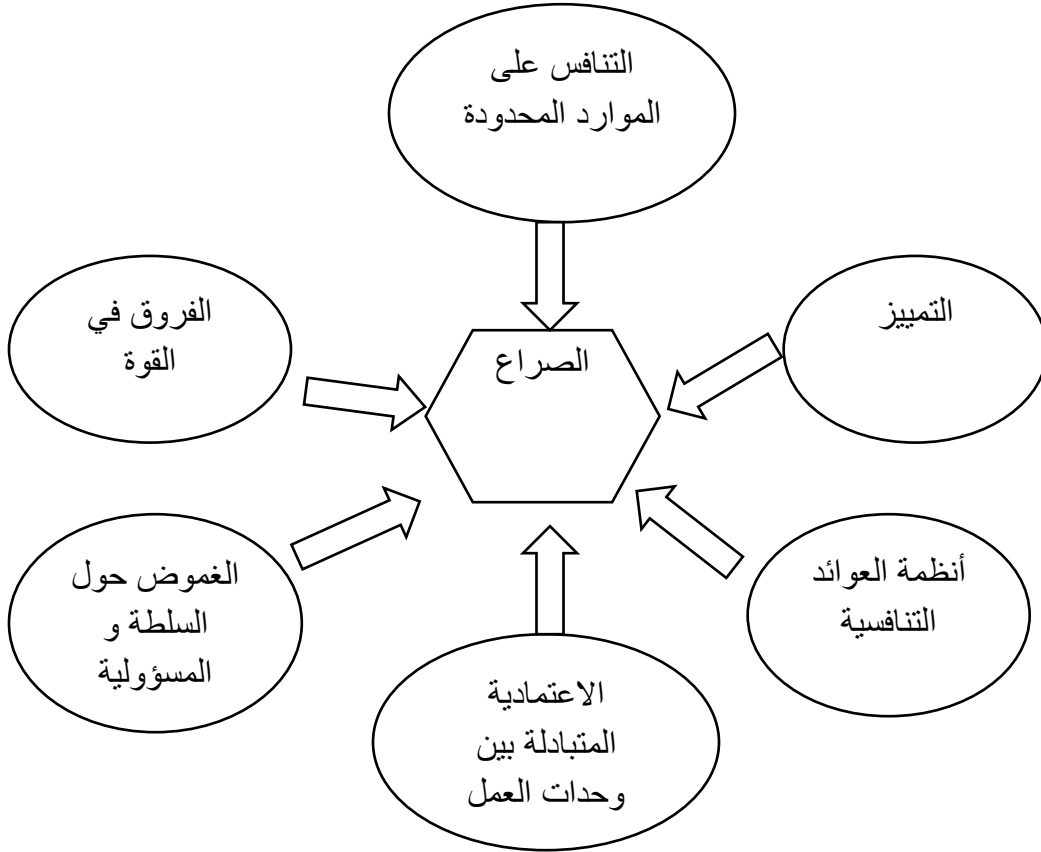 التنافس على
الموارد المحدودة
التمييز
الفروق في
القوة
الصراع
أنظمة العوائد
التنافسية
الغموض حول
السلطة و
المسؤولية
الاعتمادية
المتبادلة بين
وحدات العمل